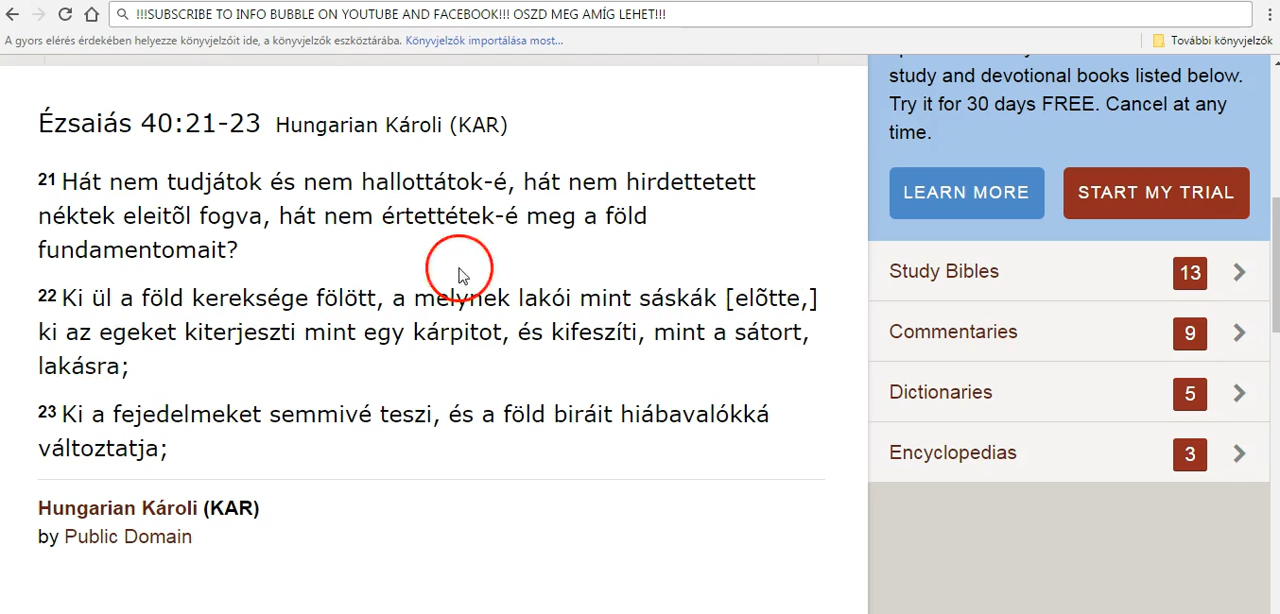 !!!SUBSCRIBE TO INFO BUBBLE ON YOUTUBE AND FACEBOOK!!! OSZD MEG AMÍG LEHET!!!
A gyors elérés érdekében helyezze könyvjelzőit ide, a könyvjelzők eszköztárába. Könyvjelzők importálása most...
További könyvjelzők
Ézsaiás 40:21-23 Hungarian Károli (KAR)
21 Hát nem tudjátok és nem hallottátok-é, hát nem hirdettetett
néktek eleitõl fogva, hát nem értettétek-é meg a föld
fundamentomait?
22 Ki ül a föld kereksége fölött, a melynek lakói mint sáskák [elõtte,]
ki az egeket kiterjeszti mint egy kárpitot, és kifeszíti, mint a sátort,
lakásra;
23 Ki a fejedelmeket semmivé teszi, és a föld biráit hiábavalókká
változtatja;
Hungarian Károli (KAR)
by Public Domain
study and devotional books listed below.
Try it for 30 days FREE. Cancel at any
time.
LEARN MORE
START MY TRIAL
Study Bibles 13
Commentaries 9
Dictionaries 5
Encyclopedias 3